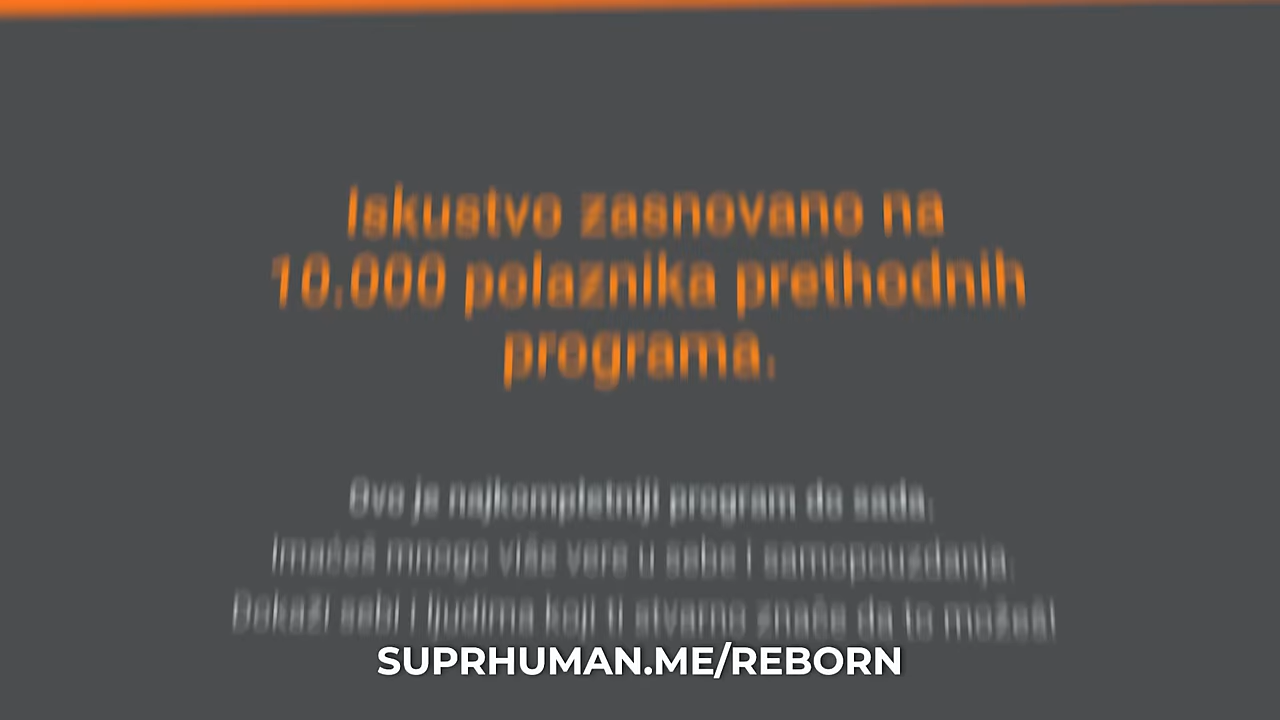 Iskustvo zasnovano na
10.000 polaznika prethodnih
programa.
Ovo je najkompletniji program do sada.
Imaćeš mnogo više vere u sebe i samopouzdanja.
Dokaži sebi i ljudima koji ti stvarno znače da to možeš!
SUPRHUMAN.ME/REBORN